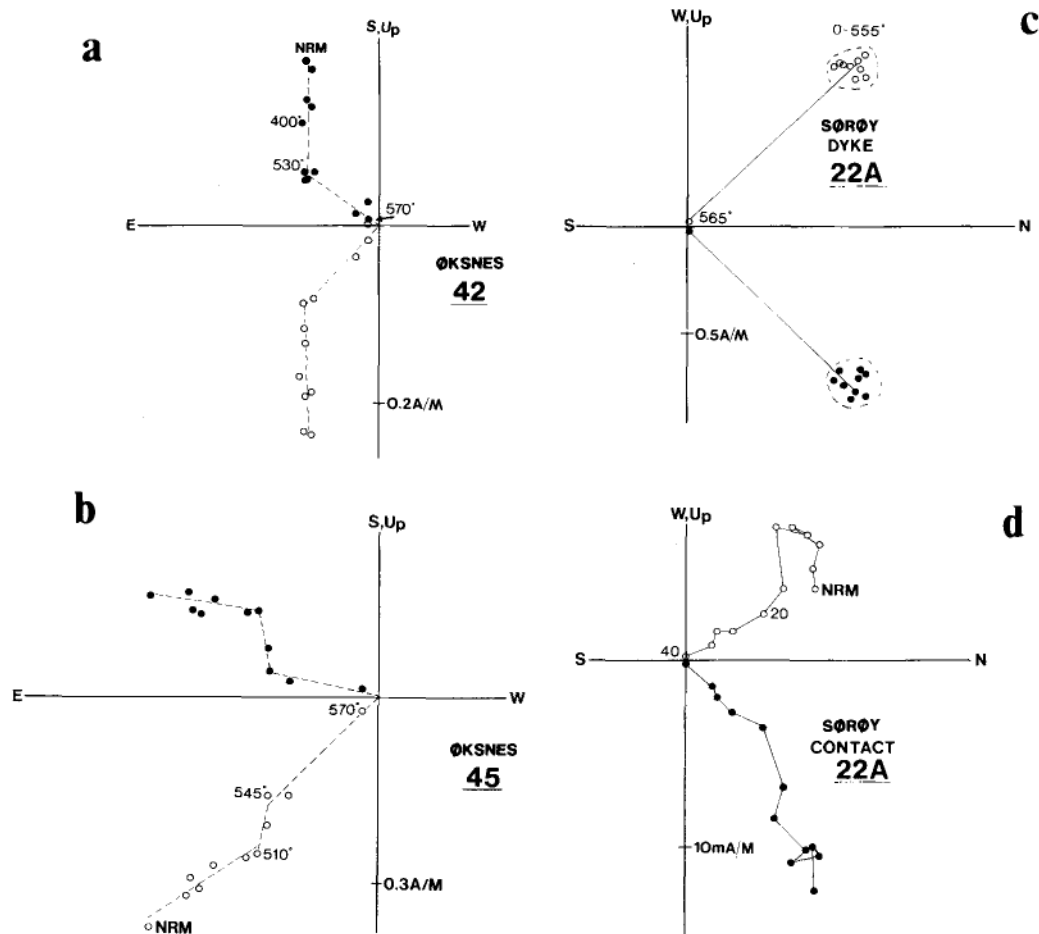 a
S,Up
NRM
400°
530°
570°
E
W
ØKSNES
42
0.2A/M
c
W,Up
0-555°
SØRØY
DYKE
22A
565°
S
N
0.5A/M
b
S,Up
E
W
570°
ØKSNES
45
545°
510°
0.3A/M
NRM
d
W,Up
NRM
20
40
S
N
SØRØY
CONTACT
22A
10mA/M